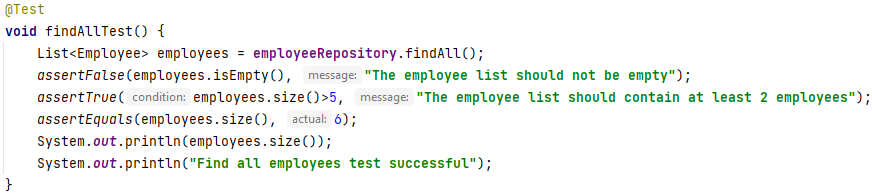 @Test
void findAllTest() {
    List<Employee> employees = employeeRepository.findAll();
    assertFalse(employees.isEmpty(), message: "The employee list should not be empty");
    assertTrue( condition: employees.size()>5, message: "The employee list should contain at least 2 employees");
    assertEquals(employees.size(), actual: 6);
    System.out.println(employees.size());
    System.out.println("Find all employees test successful");
}